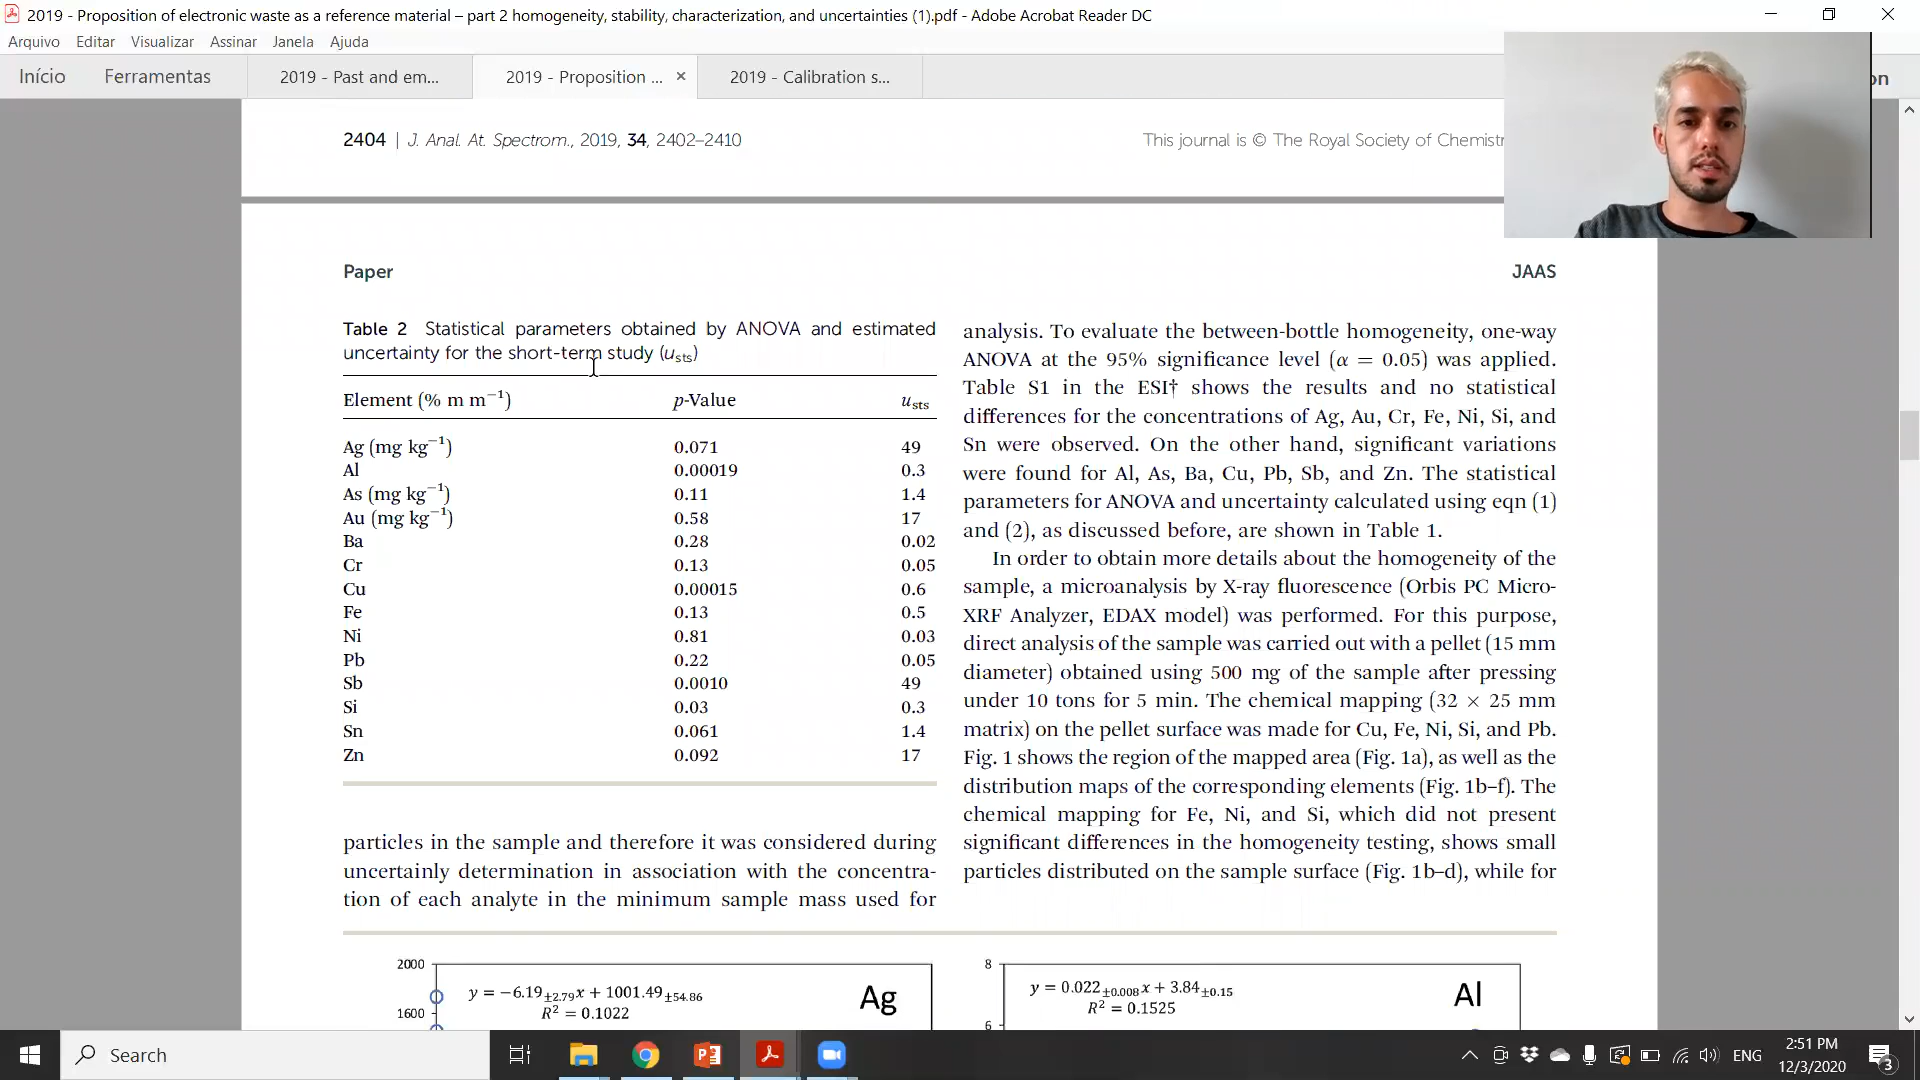 2019 - Proposition of electronic waste as a reference material – part 2 homogeneity, stability, characterization, and uncertainties (1).pdf - Adobe Acrobat Reader DC
Arquivo Editar Visualizar Assinar Janela Ajuda
Início Ferramentas 2019 - Past and em... 2019 - Proposition ... × 2019 - Calibration s... on
2404 | J. Anal. At. Spectrom., 2019, 34, 2402–2410
This journal is © The Royal Society of Chemistr
Paper
JAAS
Table 2 Statistical parameters obtained by ANOVA and estimated
uncertainty for the short-term study (usts)
Element (% m m−1) p-Value usts
Ag (mg kg−1) 0.071 49
Al 0.00019 0.3
As (mg kg−1) 0.11 1.4
Au (mg kg−1) 0.58 17
Ba 0.28 0.02
Cr 0.13 0.05
Cu 0.00015 0.6
Fe 0.13 0.5
Ni 0.81 0.03
Pb 0.22 0.05
Sb 0.0010 49
Si 0.03 0.3
Sn 0.061 1.4
Zn 0.092 17
particles in the sample and therefore it was considered during
uncertainly determination in association with the concentra-
tion of each analyte in the minimum sample mass used for
analysis. To evaluate the between-bottle homogeneity, one-way
ANOVA at the 95% significance level (α = 0.05) was applied.
Table S1 in the ESI† shows the results and no statistical
differences for the concentrations of Ag, Au, Cr, Fe, Ni, Si, and
Sn were observed. On the other hand, significant variations
were found for Al, As, Ba, Cu, Pb, Sb, and Zn. The statistical
parameters for ANOVA and uncertainty calculated using eqn (1)
and (2), as discussed before, are shown in Table 1.
In order to obtain more details about the homogeneity of the
sample, a microanalysis by X-ray fluorescence (Orbis PC Micro-
XRF Analyzer, EDAX model) was performed. For this purpose,
direct analysis of the sample was carried out with a pellet (15 mm
diameter) obtained using 500 mg of the sample after pressing
under 10 tons for 5 min. The chemical mapping (32 × 25 mm
matrix) on the pellet surface was made for Cu, Fe, Ni, Si, and Pb.
Fig. 1 shows the region of the mapped area (Fig. 1a), as well as the
distribution maps of the corresponding elements (Fig. 1b–f). The
chemical mapping for Fe, Ni, and Si, which did not present
significant differences in the homogeneity testing, shows small
particles distributed on the sample surface (Fig. 1b–d), while for
2000
y = −6.19±2.79x + 1001.49±54.86
R2 = 0.1022
Ag
1600
8
y = 0.022±0.008x + 3.84±0.15
R2 = 0.1525
Al
6
Search
ENG
2:51 PM
12/3/2020
3